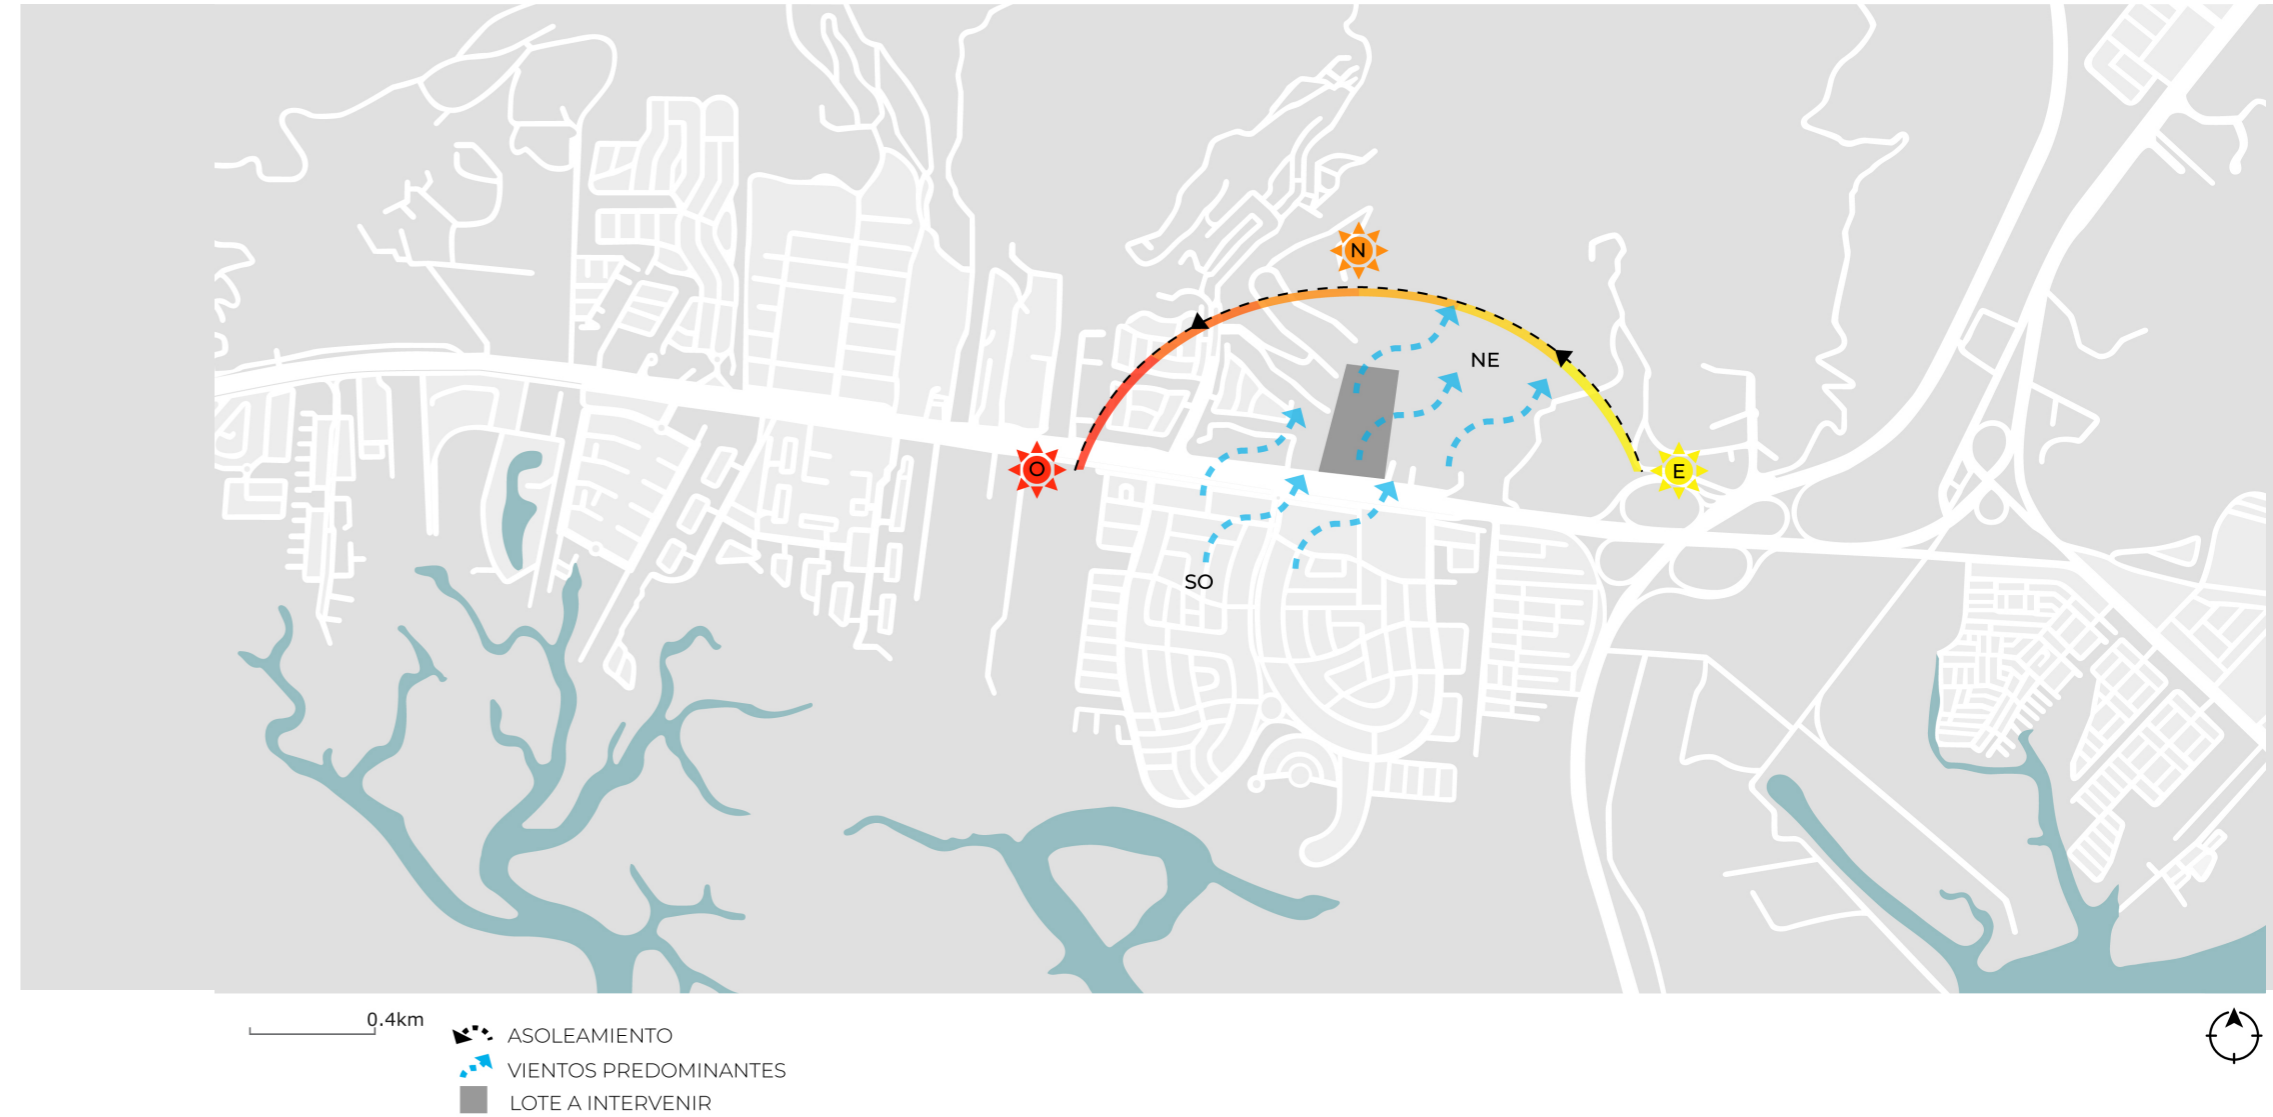 N
NE
O
E
SO
0.4km
ASOLEAMIENTO
VIENTOS PREDOMINANTES
LOTE A INTERVENIR